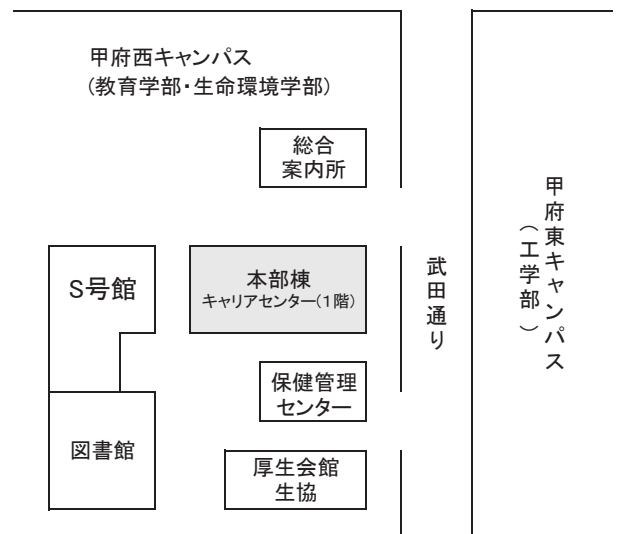 甲府西キャンパス
(教育学部・生命環境学部)
総合
案内所
S号館
本部棟
キャリアセンター(1階)
武田通り
甲府東キャンパス
(工学部)
保健管理
センター
図書館
厚生会館
生協